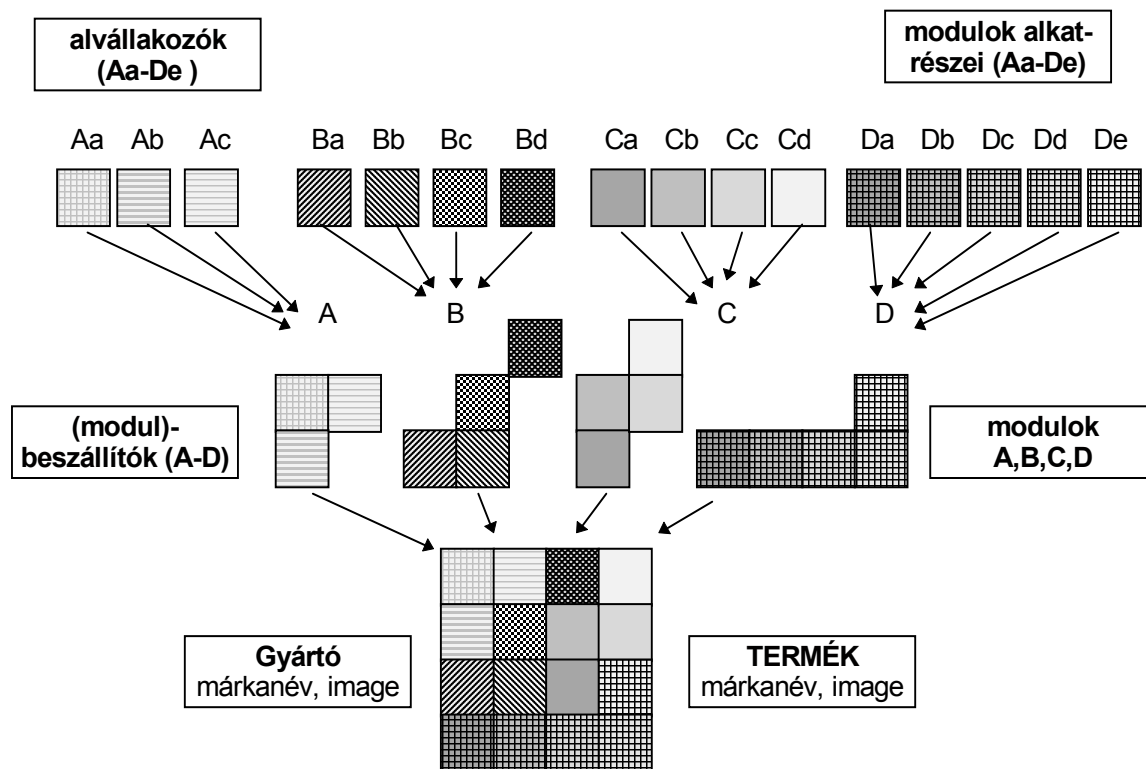 alvállakozók
(Aa-De )
modulok alkat-
részei (Aa-De)
Aa Ab Ac Ba Bb Bc Bd Ca Cb Cc Cd Da Db Dc Dd De
A B C D
(modul)-
beszállítók (A-D)
modulok
A,B,C,D
Gyártó
márkanév, image
TERMÉK
márkanév, image